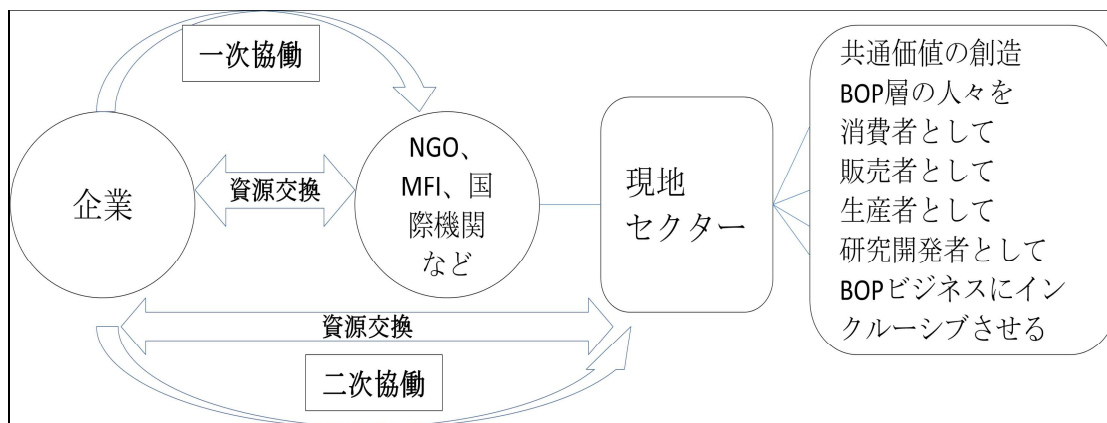 一次協働
企業
資源交換
NGO、
MFI、国
際機関
など
現地
セクター
共通価値の創造
BOP層の人々を
消費者として
販売者として
生産者として
研究開発者として
BOPビジネスにイン
クルーシブさせる
資源交換
二次協働